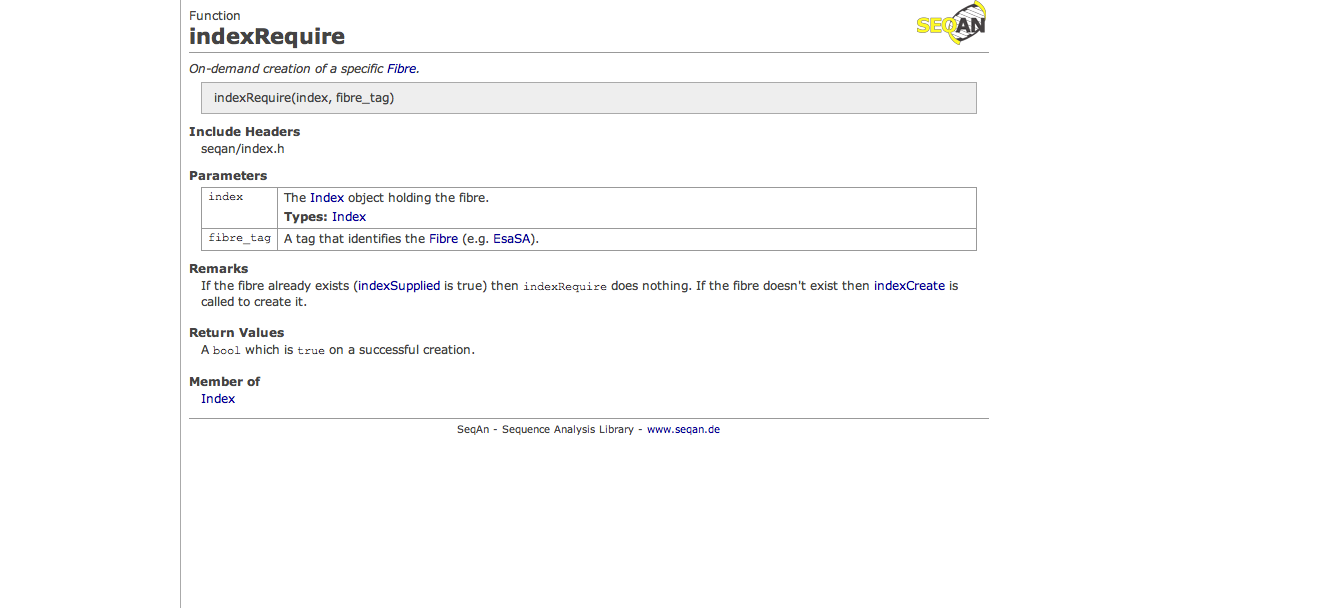 Function
SEQAN
indexRequire
On-demand creation of a specific Fibre.
indexRequire(index, fibre_tag)
Include Headers
seqan/index.h
Parameters
index The Index object holding the fibre.
Types: Index
fibre_tag A tag that identifies the Fibre (e.g. EsaSA).
Remarks
If the fibre already exists (indexSupplied is true) then indexRequire does nothing. If the fibre doesn't exist then indexCreate is
called to create it.
Return Values
A bool which is true on a successful creation.
Member of
Index
SeqAn - Sequence Analysis Library - www.seqan.de